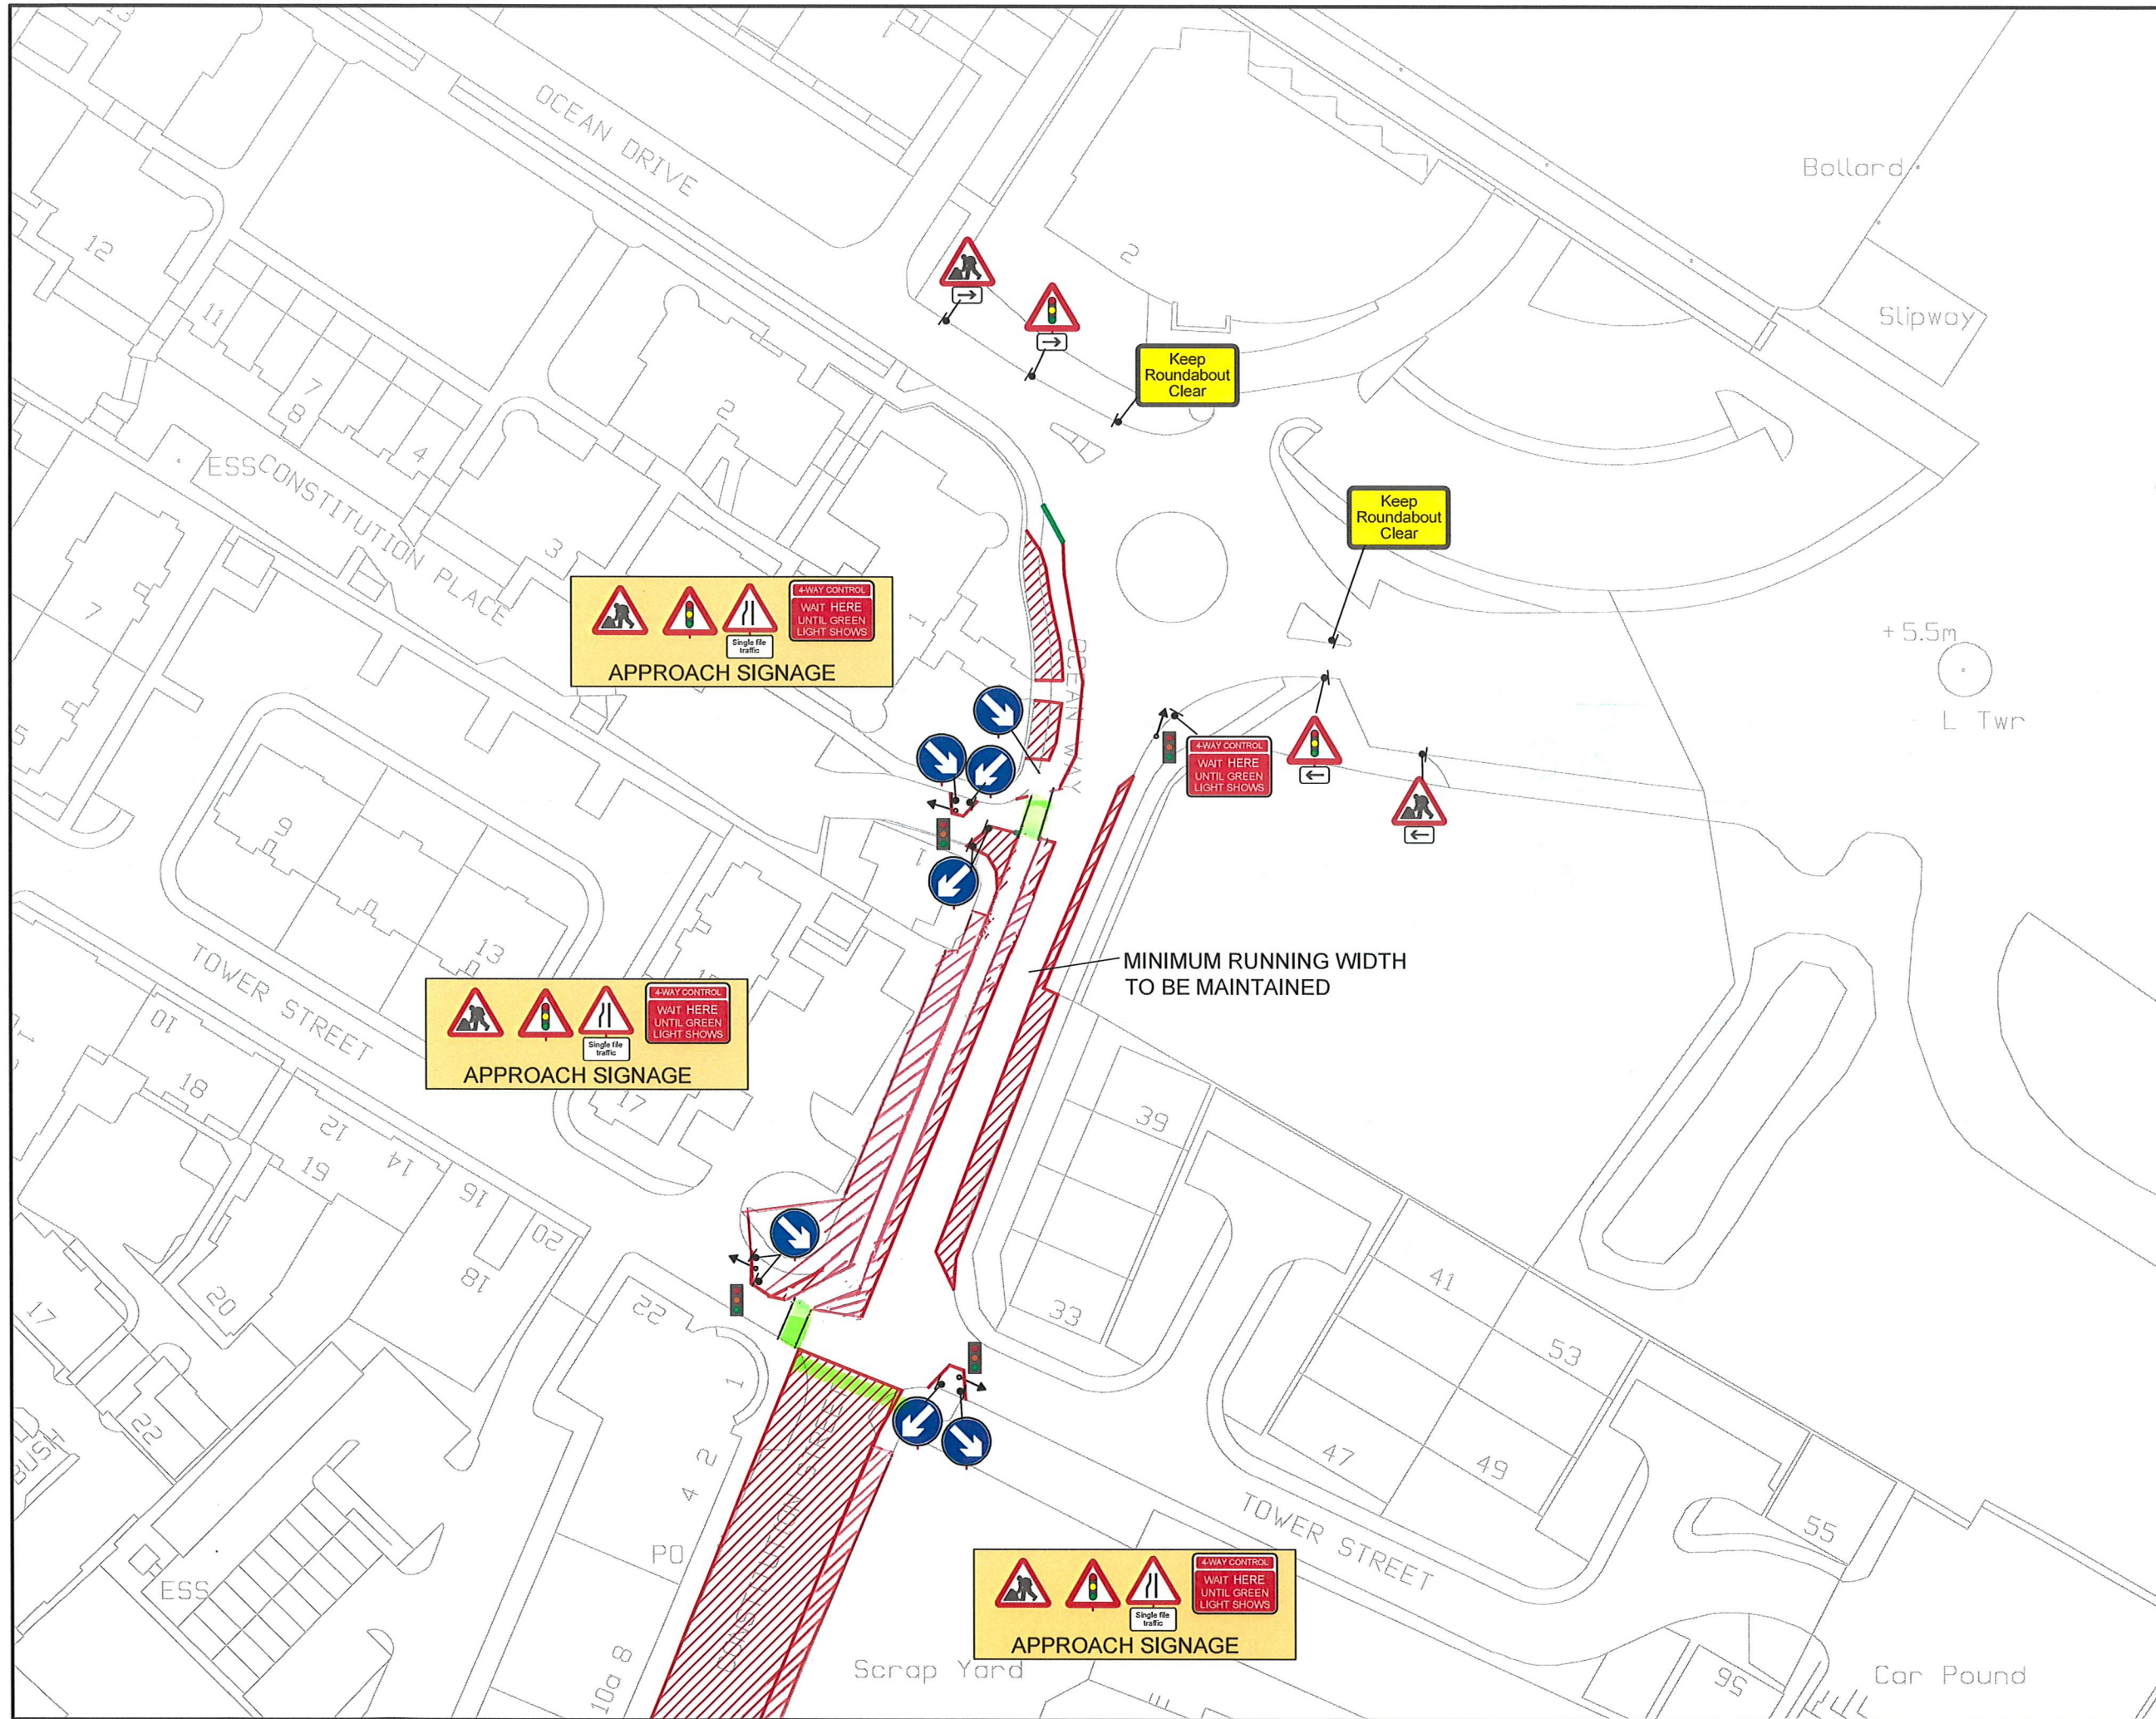 13
OCEAN DRIVE
Bollard
12
2
Slipway
11
7
8
4
2
Keep
Roundabout
Clear
ESS
CONSTITUTION PLACE
3
7
Keep
Roundabout
Clear
1
4-WAY CONTROL
WAIT HERE
UNTIL GREEN
LIGHT SHOWS
Single file
traffic
APPROACH SIGNAGE
+5.5m
L Twr
OCEAN WAY
5
4-WAY CONTROL
WAIT HERE
UNTIL GREEN
LIGHT SHOWS
9
1
13
TOWER STREET
MINIMUM RUNNING WIDTH
TO BE MAINTAINED
4-WAY CONTROL
WAIT HERE
UNTIL GREEN
LIGHT SHOWS
Single file
traffic
APPROACH SIGNAGE
10
18
17
12
19
14
16
20
18
39
33
41
53
47
49
55
17
20
22
22
1
2
4
PO
ESS
10a 8
CONSTITUTION STREET
TOWER STREET
4-WAY CONTROL
WAIT HERE
UNTIL GREEN
LIGHT SHOWS
Single file
traffic
APPROACH SIGNAGE
Scrap Yard
56
Car Pound